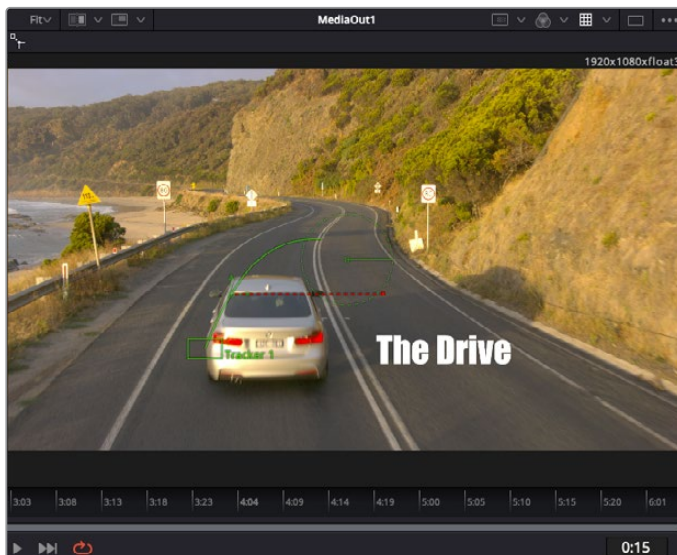 Fit MediaOut1
1920x1080xfloat3
Tracker 1
The Drive
3:03 3:08 3:13 3:18 3:23 4:04 4:09 4:14 4:19 5:00 5:05 5:10 5:15 5:20 6:01
0:15